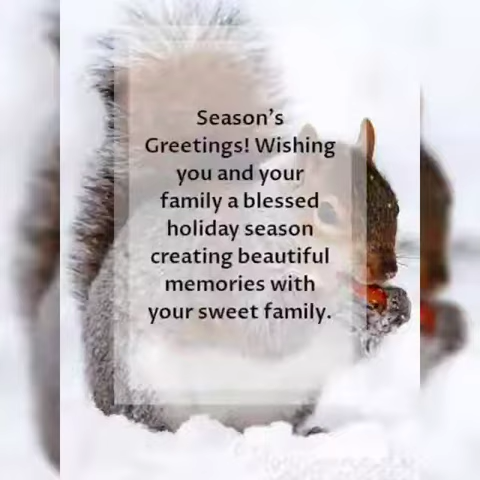 Season's
Greetings! Wishing
you and your
family a blessed
holiday season
creating beautiful
memories with
your sweet family.